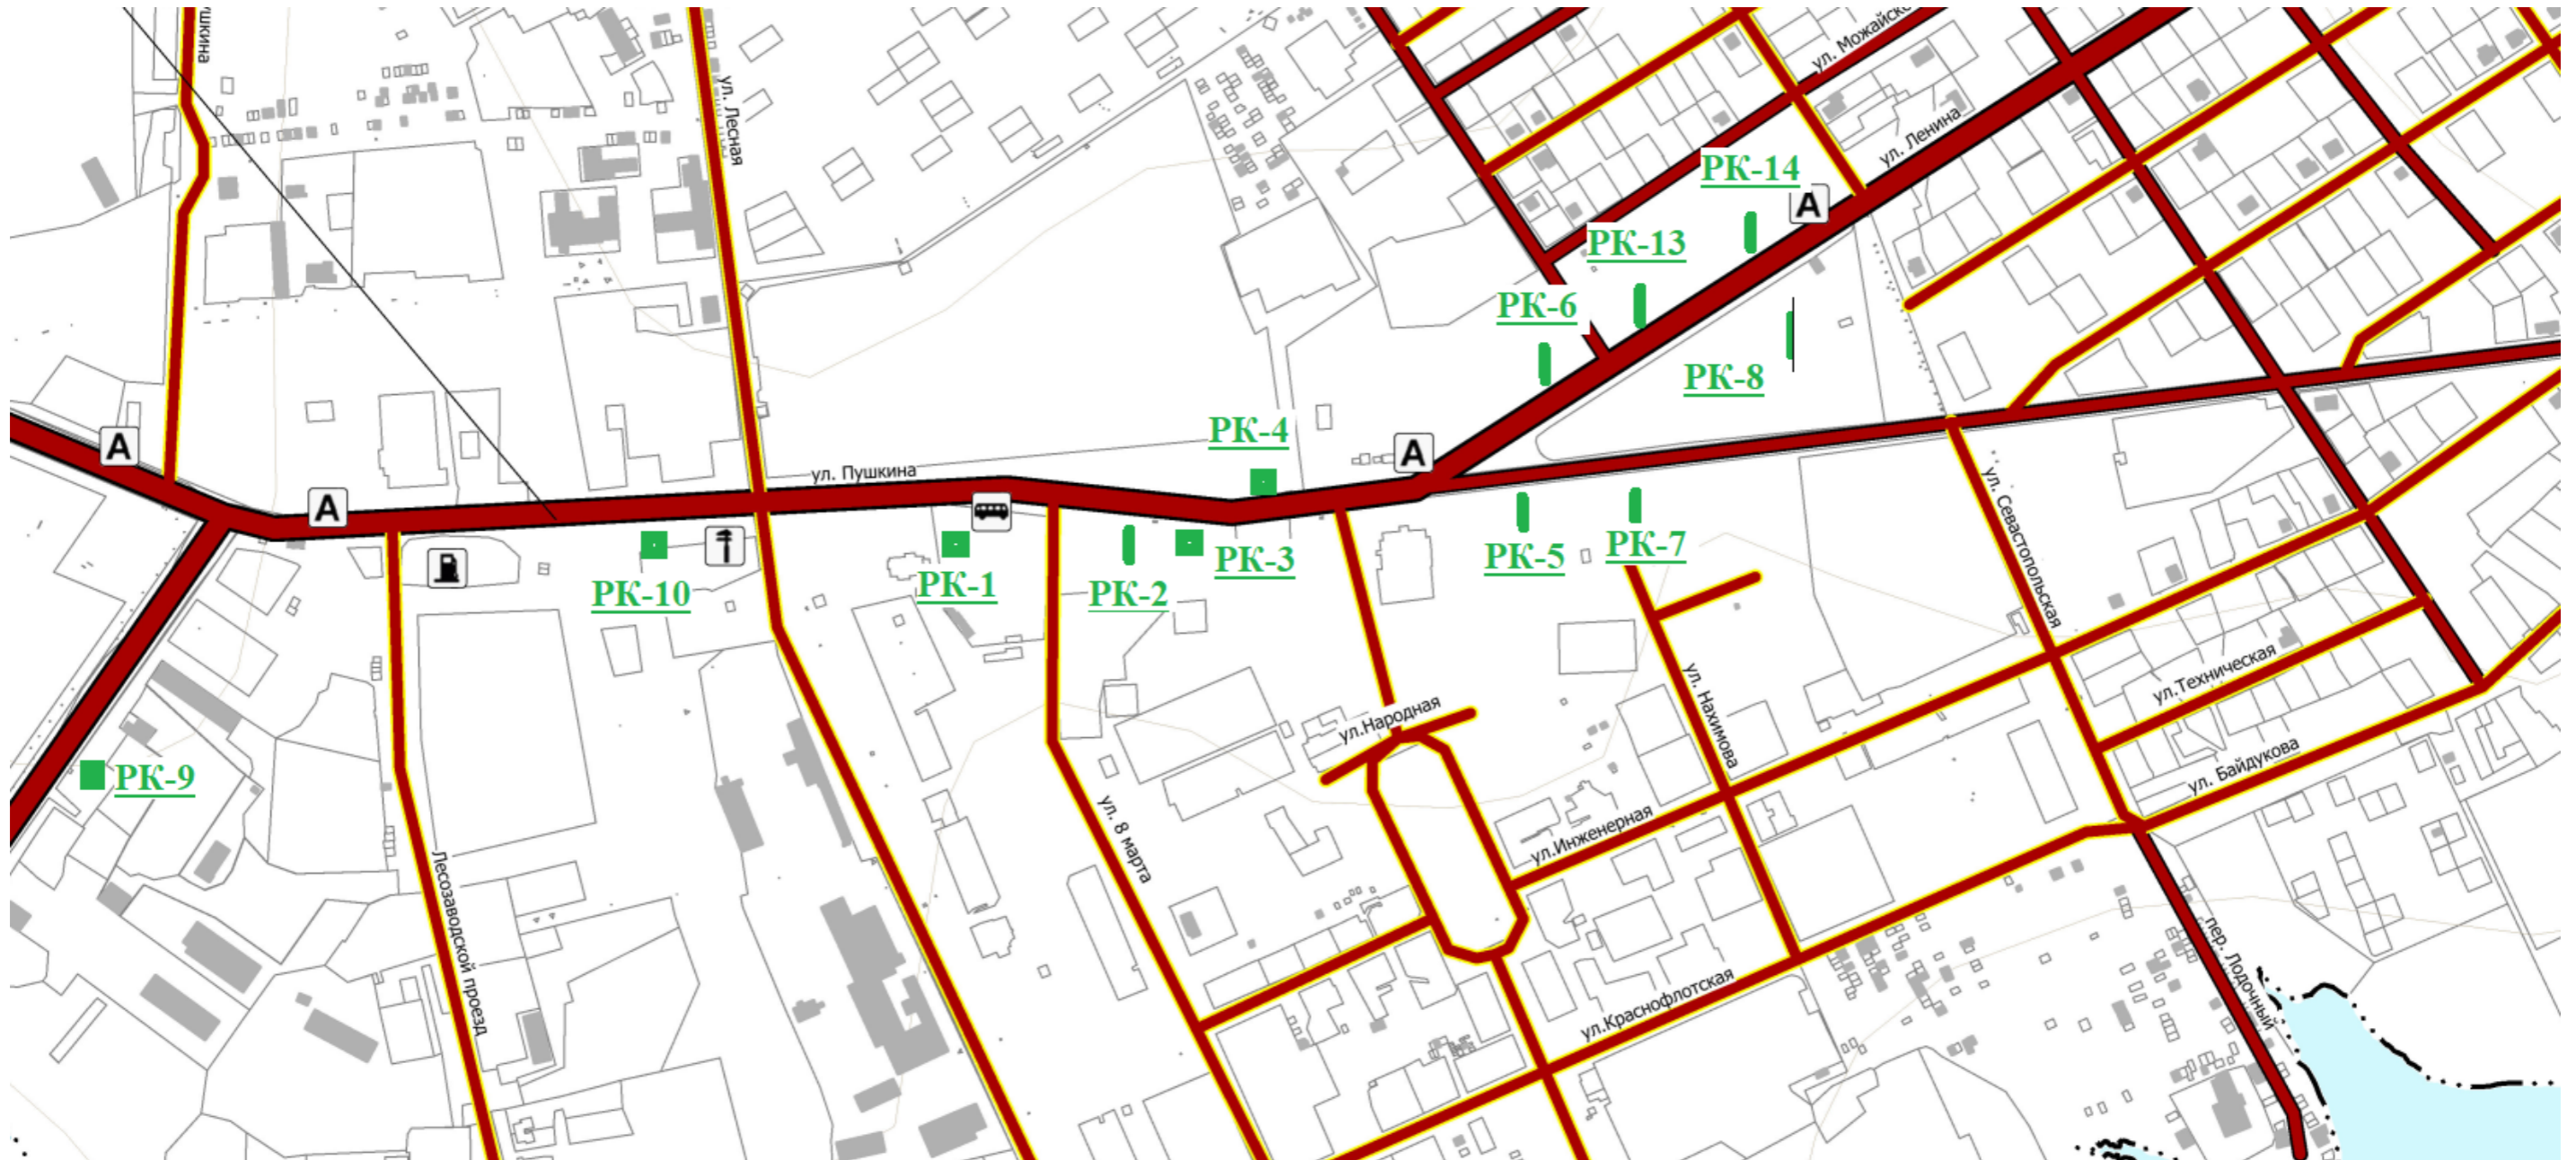 ушкина
ул. Лесная
ул. Можайско
ул. Ленина
РК-14
А
РК-13
РК-6
РК-8
РК-4
А
А
А
ул. Пушкина
РК-10
РК-1
РК-2
РК-3
РК-5
РК-7
ул. Севастопольская
ул.Техническая
ул. Нахимова
ул.Народная
ул. Байдукова
РК-9
ул. 8 марта
ул.Инженерная
Лесозаводской проезд
ул.Краснофлотская
пер. Лодочный